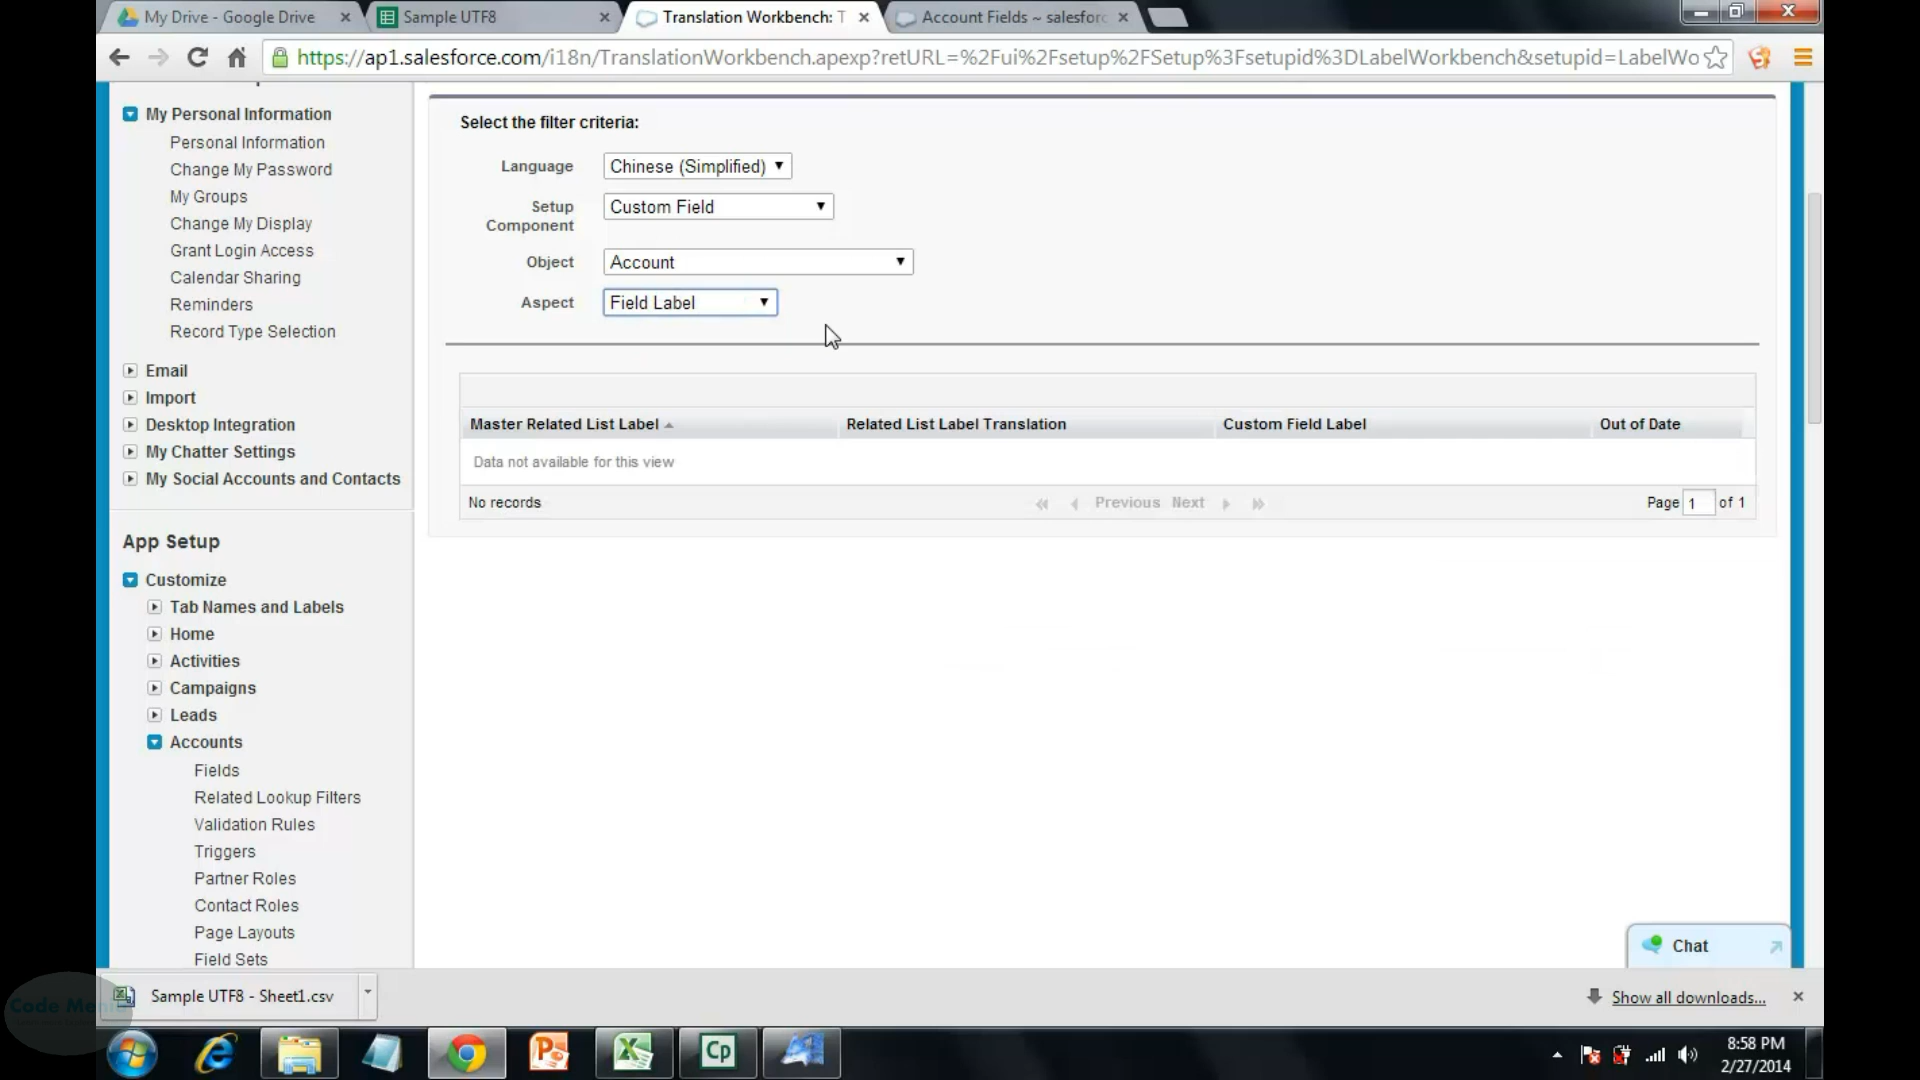 My Drive - Google Drive
Sample UTF8
Translation Workbench: T
Account Fields ~ salesforc
https://ap1.salesforce.com/i18n/TranslationWorkbench.apexp?retURL=%2Fui%2Fsetup%2FSetup%3Fsetupid%3DLabelWorkbench&setupid=LabelWo
My Personal Information
Personal Information
Change My Password
My Groups
Change My Display
Grant Login Access
Calendar Sharing
Reminders
Record Type Selection
Email
Import
Desktop Integration
My Chatter Settings
My Social Accounts and Contacts
App Setup
Customize
Tab Names and Labels
Home
Activities
Campaigns
Leads
Accounts
Fields
Related Lookup Filters
Validation Rules
Triggers
Partner Roles
Contact Roles
Page Layouts
Field Sets
Select the filter criteria:
Language Chinese (Simplified)
Setup Component Custom Field
Object Account
Aspect Field Label
Master Related List Label Related List Label Translation Custom Field Label Out of Date
Data not available for this view
No records Previous Next Page 1 of 1
Chat
Sample UTF8 - Sheet1.csv
Show all downloads...
Cp
8:58 PM
2/27/2014